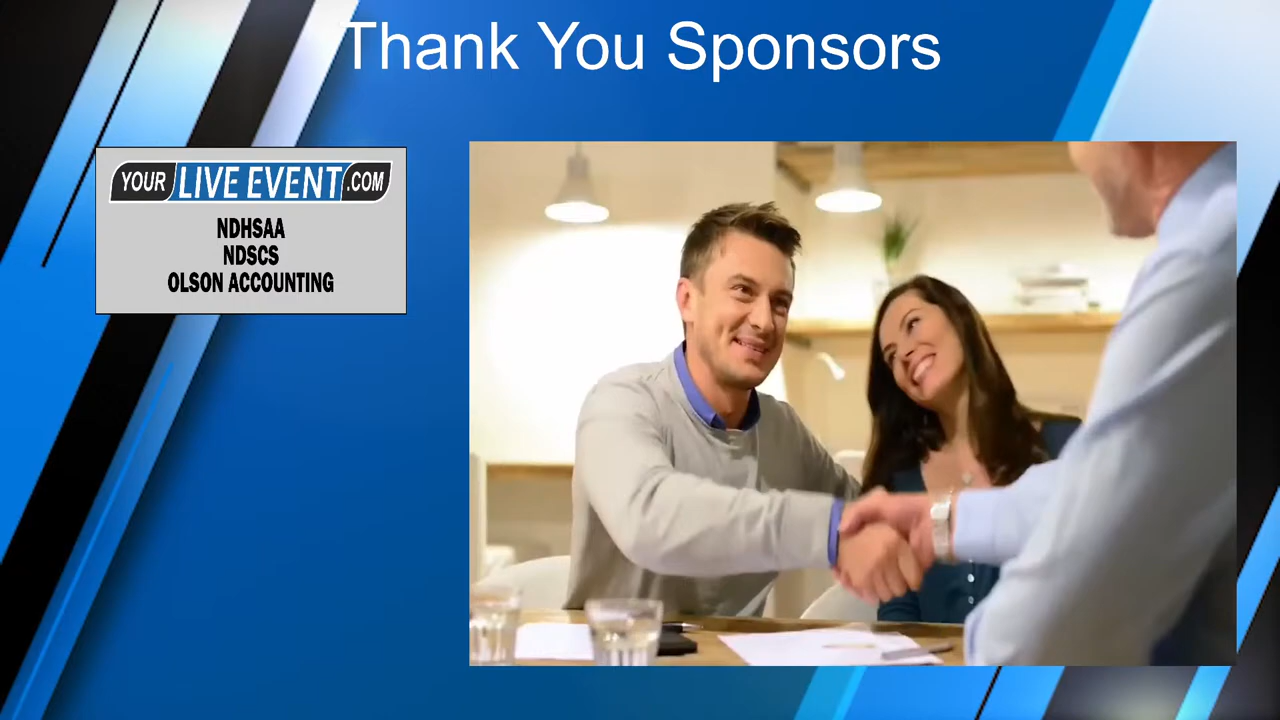 Thank You Sponsors
YOUR LIVE EVENT.COM
NDHSAA
NDSCS
OLSON ACCOUNTING